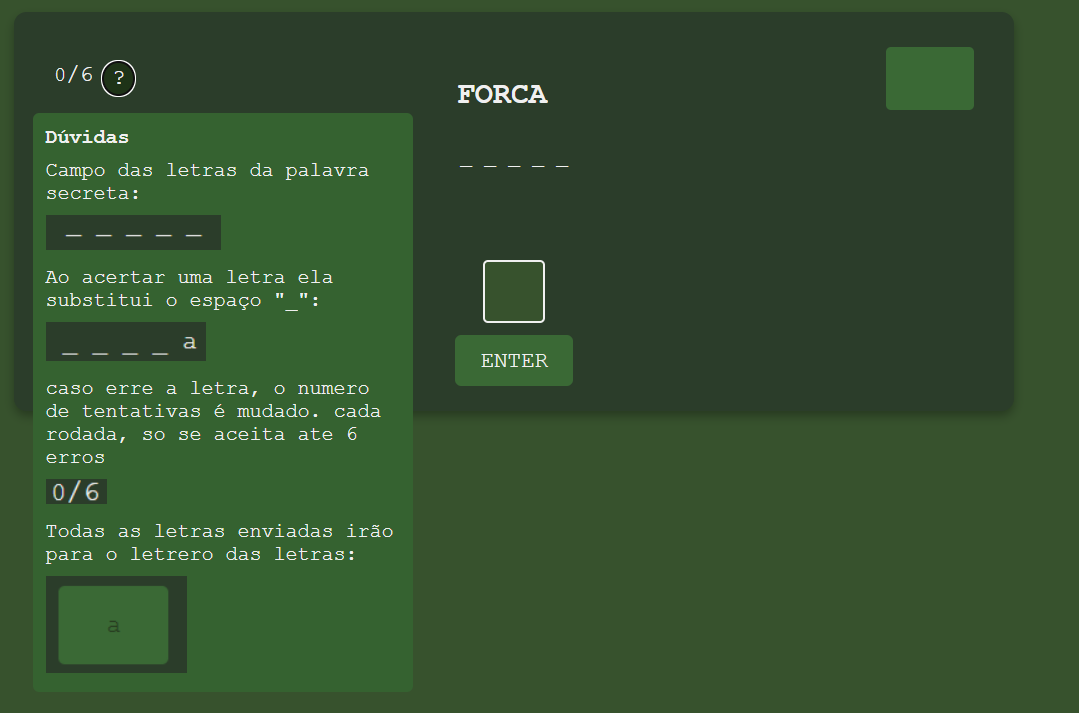 0/6 ?
FORCA
_ _ _ _ _
Dúvidas
Campo das letras da palavra
secreta:
_ _ _ _ _
Ao acertar uma letra ela
substitui o espaço "_":
_ _ _ _ a
caso erre a letra, o numero
de tentativas é mudado. cada
rodada, so se aceita ate 6
erros
0/6
Todas as letras enviadas irão
para o letrero das letras:
a
ENTER